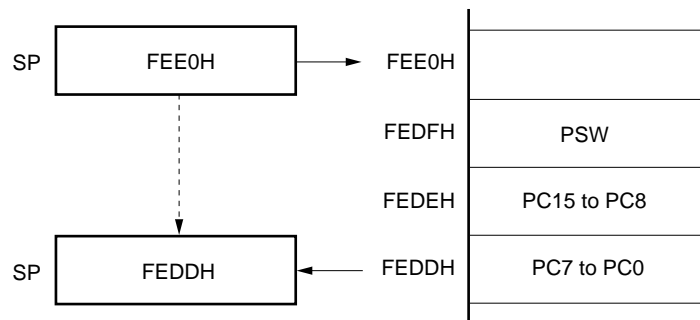 SP FEE0H FEE0H
FEDFH PSW
FEDEH PC15 to PC8
SP FEDDH FEDDH PC7 to PC0